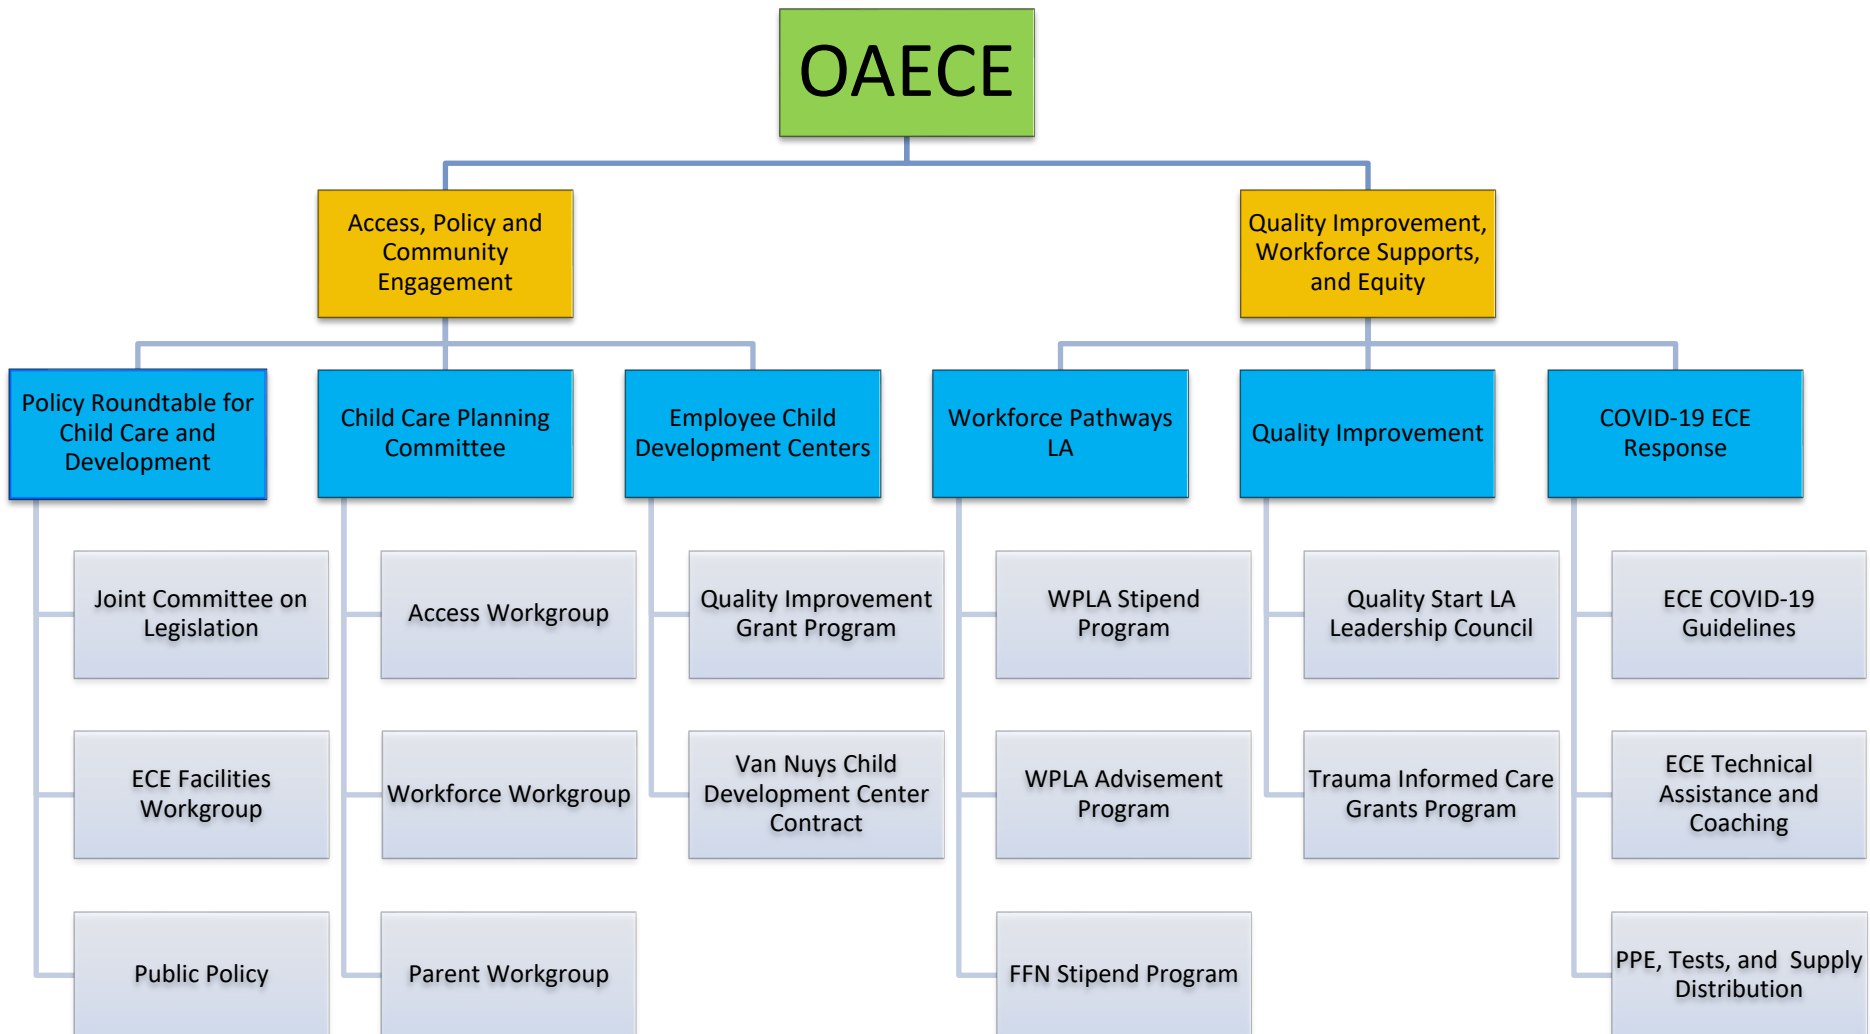 OAECE
Access, Policy and
Community
Engagement
Quality Improvement,
Workforce Supports,
and Equity
Policy Roundtable for
Child Care and
Development
Child Care Planning
Committee
Employee Child
Development Centers
Workforce Pathways
LA
Quality Improvement
COVID-19 ECE
Response
Joint Committee on
Legislation
Access Workgroup
Quality Improvement
Grant Program
WPLA Stipend
Program
Quality Start LA
Leadership Council
ECE COVID-19
Guidelines
ECE Facilities
Workgroup
Workforce Workgroup
Van Nuys Child
Development Center
Contract
WPLA Advisement
Program
Trauma Informed Care
Grants Program
ECE Technical
Assistance and
Coaching
Public Policy
Parent Workgroup
FFN Stipend Program
PPE, Tests, and Supply
Distribution